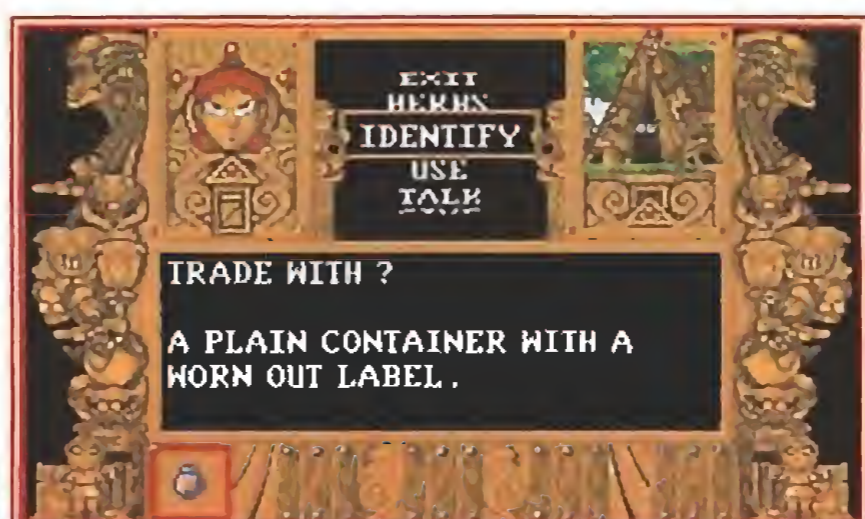 EXIT
HERBS
IDENTIFY
USE
TALK
TRADE WITH ?
A PLAIN CONTAINER WITH A
WORN OUT LABEL.